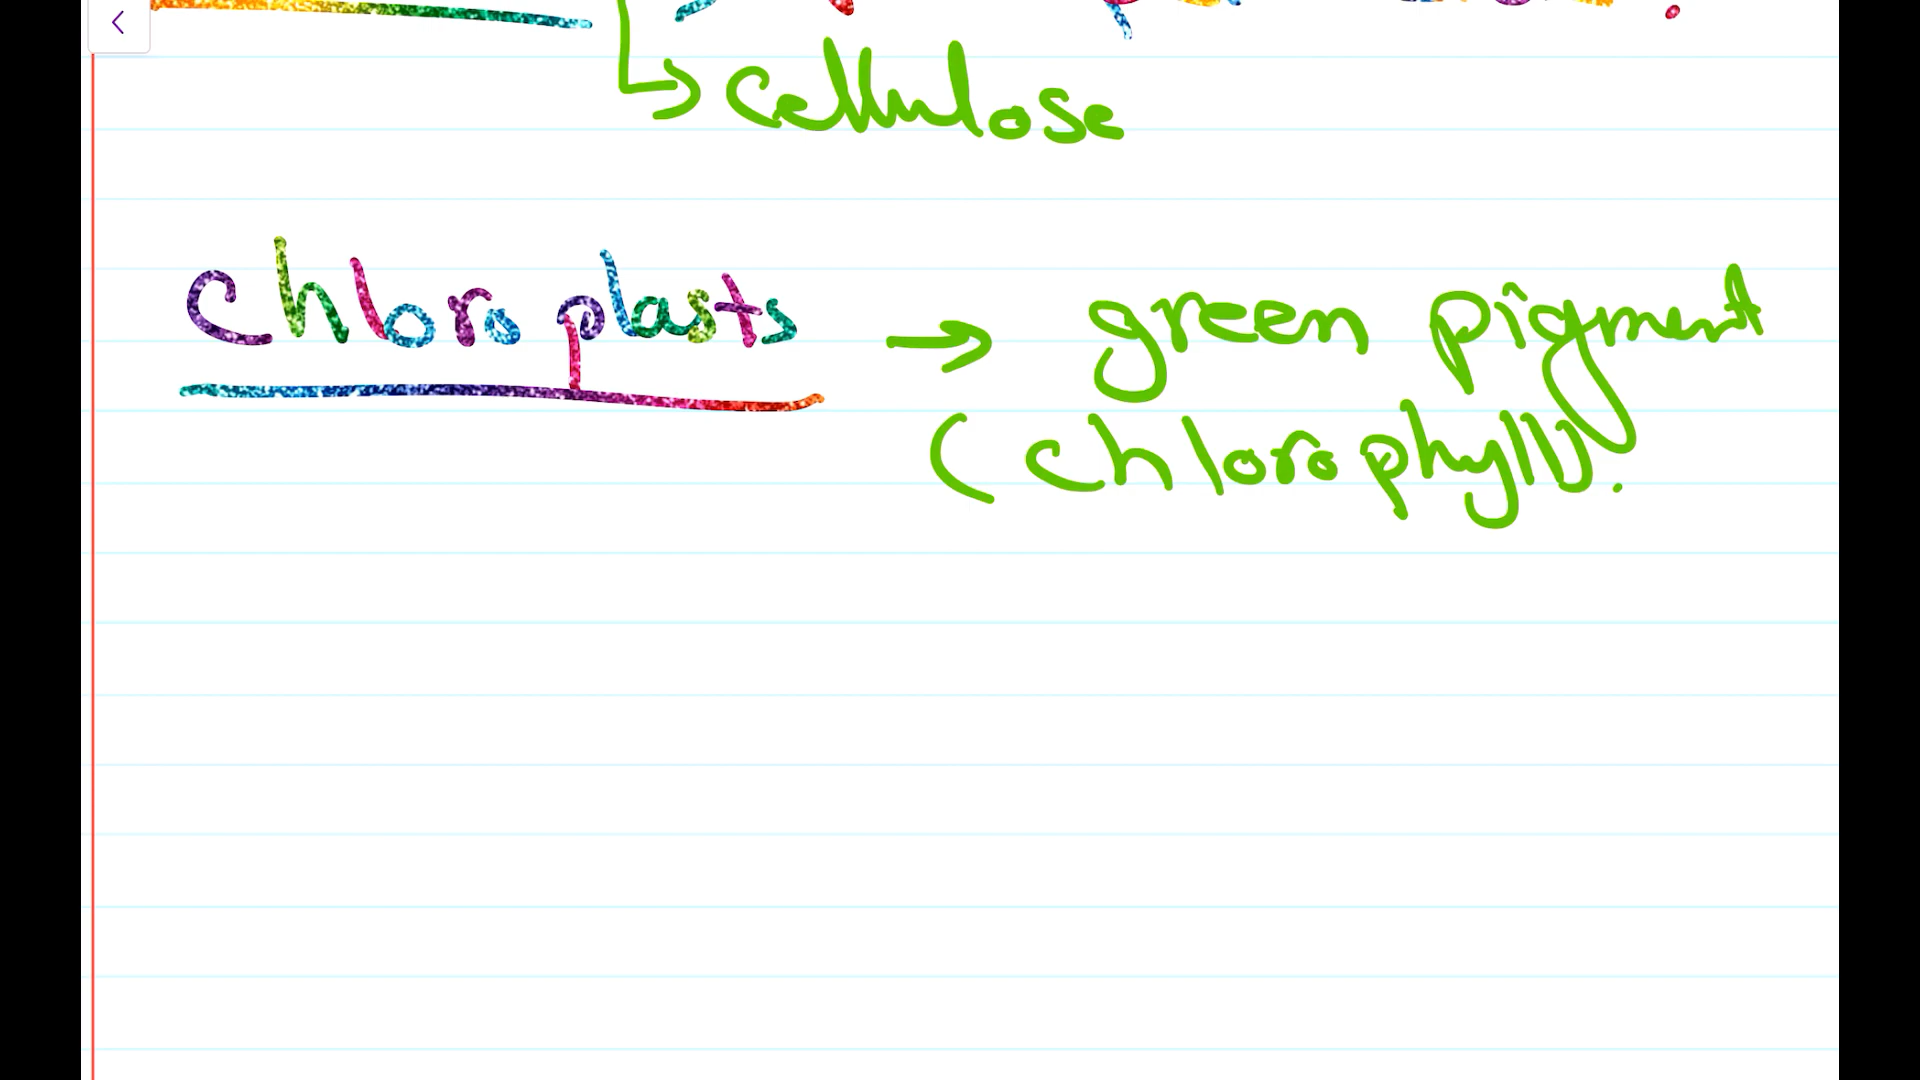 → cellulose
Chloroplasts → green pigment
(chlorophyll).